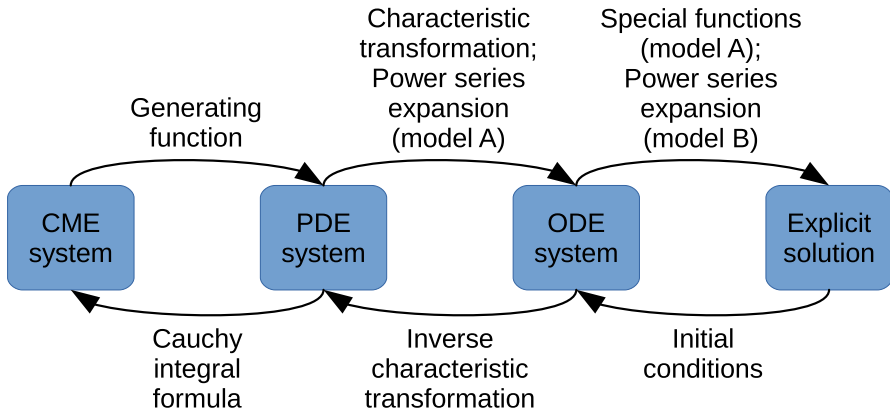 Characteristic
transformation;
Power series
expansion
(model A)
Special functions
(model A);
Power series
expansion
(model B)
Generating
function
CME
system
PDE
system
ODE
system
Explicit
solution
Cauchy
integral
formula
Inverse
characteristic
transformation
Initial
conditions